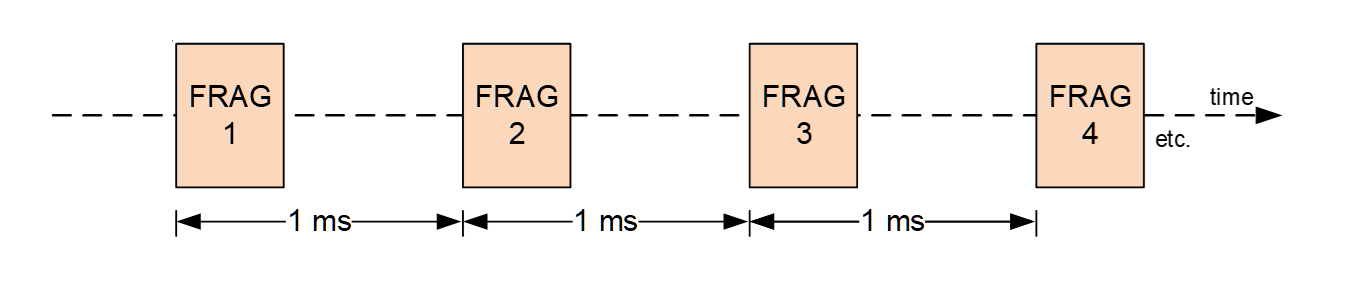 FRAG
1
FRAG
2
FRAG
3
FRAG
4
time
etc.
1 ms
1 ms
1 ms